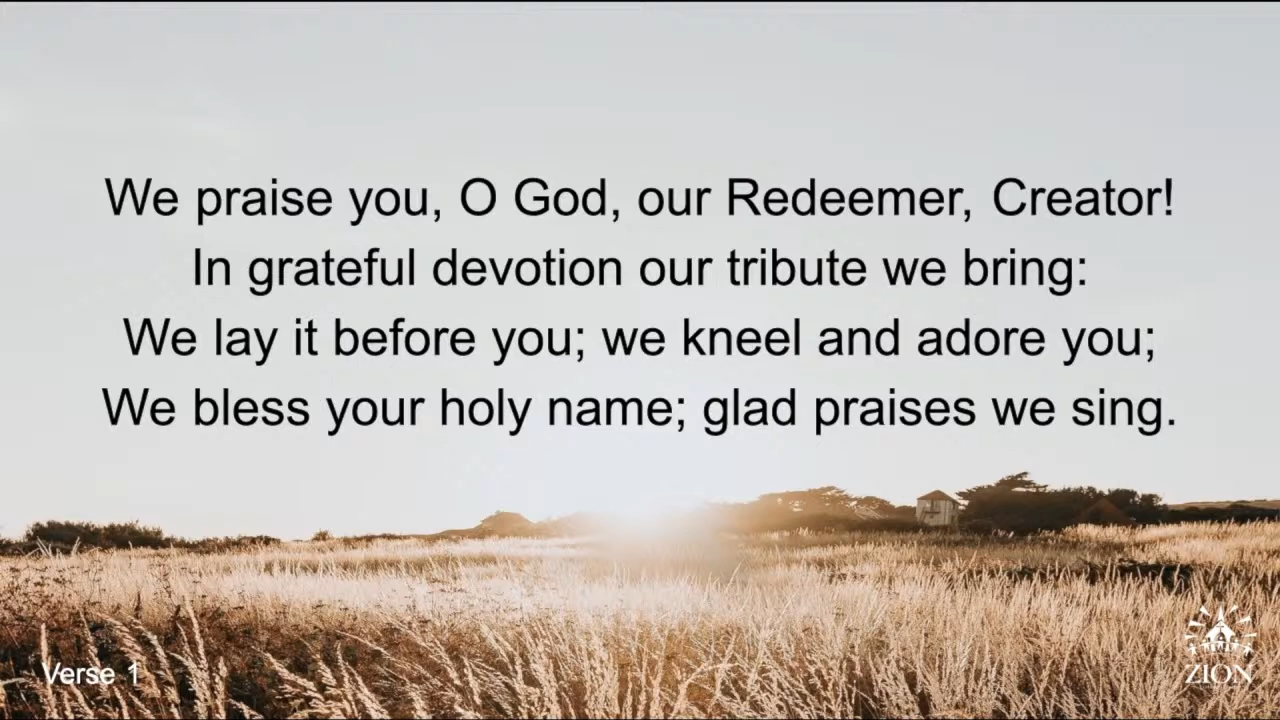 We praise you, O God, our Redeemer, Creator!
In grateful devotion our tribute we bring:
We lay it before you; we kneel and adore you;
We bless your holy name; glad praises we sing.
Verse 1
ZION